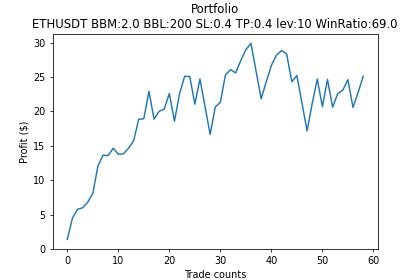 Portfolio
ETHUSDT BBM:2.0 BBL:200 SL:0.4 TP:0.4 lev:10 WinRatio:69.0
30
25
20
15
10
5
0
Profit ($)
0 10 20 30 40 50 60
Trade counts